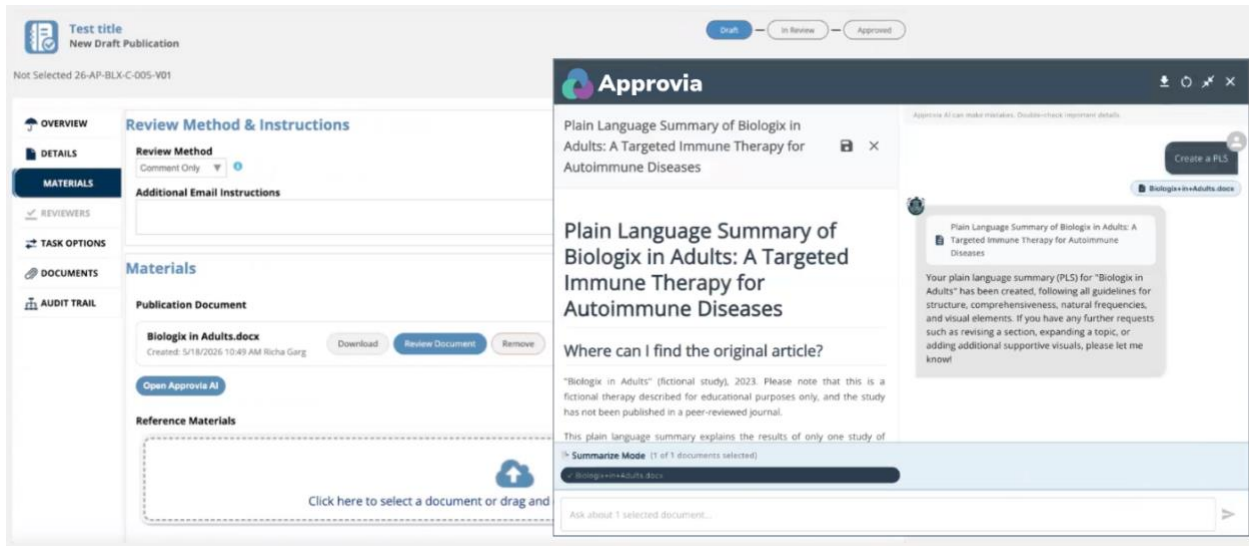 Test title
New Draft Publication
Draft
In Review
Approved
Not Selected 26-AP-BLX-C-005-V01
OVERVIEW
DETAILS
MATERIALS
REVIEWERS
TASK OPTIONS
DOCUMENTS
AUDIT TRAIL
Review Method & Instructions
Review Method
Comment Only
Additional Email Instructions
Materials
Publication Document
Biologix in Adults.docx
Created: 5/18/2026 10:49 AM Richa Garg
Download
Review Document
Remove
Open Approvia AI
Reference Materials
Click here to select a document or drag and
Approvia
Plain Language Summary of Biologix in
Adults: A Targeted Immune Therapy for
Autoimmune Diseases
Plain Language Summary of
Biologix in Adults: A Targeted
Immune Therapy for
Autoimmune Diseases
Where can I find the original article?
"Biologix in Adults" (fictional study), 2023. Please note that this is a
fictional therapy described for educational purposes only, and the study
has not been published in a peer-reviewed journal.
This plain language summary explains the results of only one study of
Approvia AI can make mistakes. Double-check important details.
Create a PLS
Biologix+in+Adults.docx
Plain Language Summary of Biologix in Adults: A
Targeted Immune Therapy for Autoimmune
Diseases
Your plain language summary (PLS) for "Biologix in
Adults" has been created, following all guidelines for
structure, comprehensiveness, natural frequencies,
and visual elements. If you have any further requests
such as revising a section, expanding a topic, or
adding additional supportive visuals, please let me
know!
Summarize Mode (1 of 1 documents selected)
✓ Biologix+in+Adults.docx
Ask about 1 selected document...